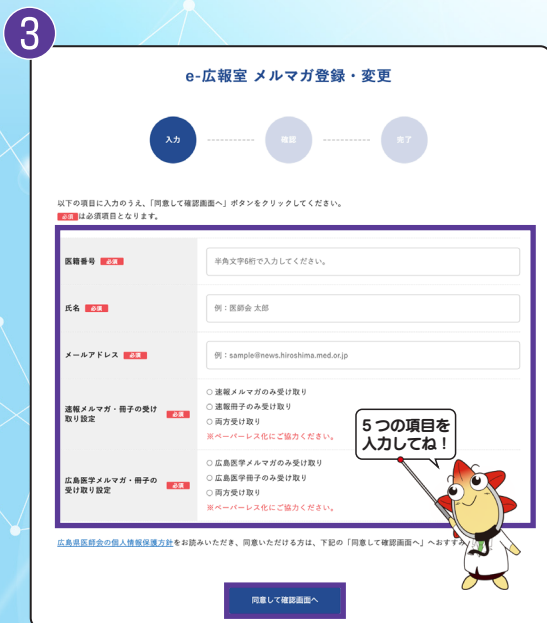 3
e-広報室 メルマガ登録・変更
入力
確認
完了
以下の項目に入力のうえ、「同意して確認画面へ」ボタンをクリックしてください。
必須 は必須項目となります。
医籍番号 必須
半角文字6桁で入力してください。
氏名 必須
例：医師会 太郎
メールアドレス 必須
例：sample@news.hiroshima.med.or.jp
速報メルマガ・冊子の受け
取り設定
必須
○ 速報メルマガのみ受け取り
○ 速報冊子のみ受け取り
○ 両方受け取り
※ペーパーレス化にご協力ください。
5つの項目を
入力してね！
広島医学メルマガ・冊子の
受け取り設定
必須
○ 広島医学メルマガのみ受け取り
○ 広島医学冊子のみ受け取り
○ 両方受け取り
※ペーパーレス化にご協力ください。
広島県医師会の個人情報保護方針をお読みいただき、同意いただける方は、下記の「同意して確認画面へ」へおすすみ
同意して確認画面へ